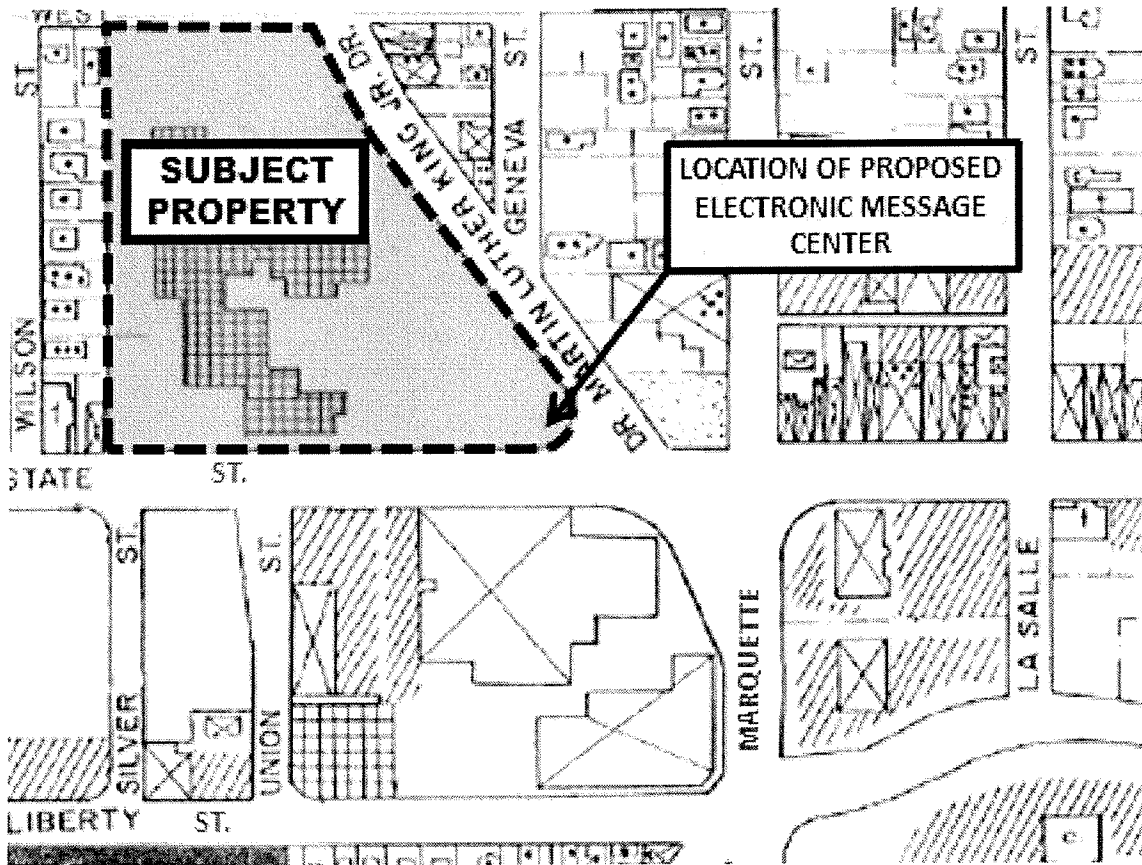 WEST
ST.
DR. MARTIN LUTHER KING JR. DR.
GENEVA ST.
ST.
ST.
SUBJECT
PROPERTY
LOCATION OF PROPOSED
ELECTRONIC MESSAGE
CENTER
WILSON
STATE ST.
SILVER ST.
UNION ST.
MARQUETTE
LA SALLE
LIBERTY ST.
C